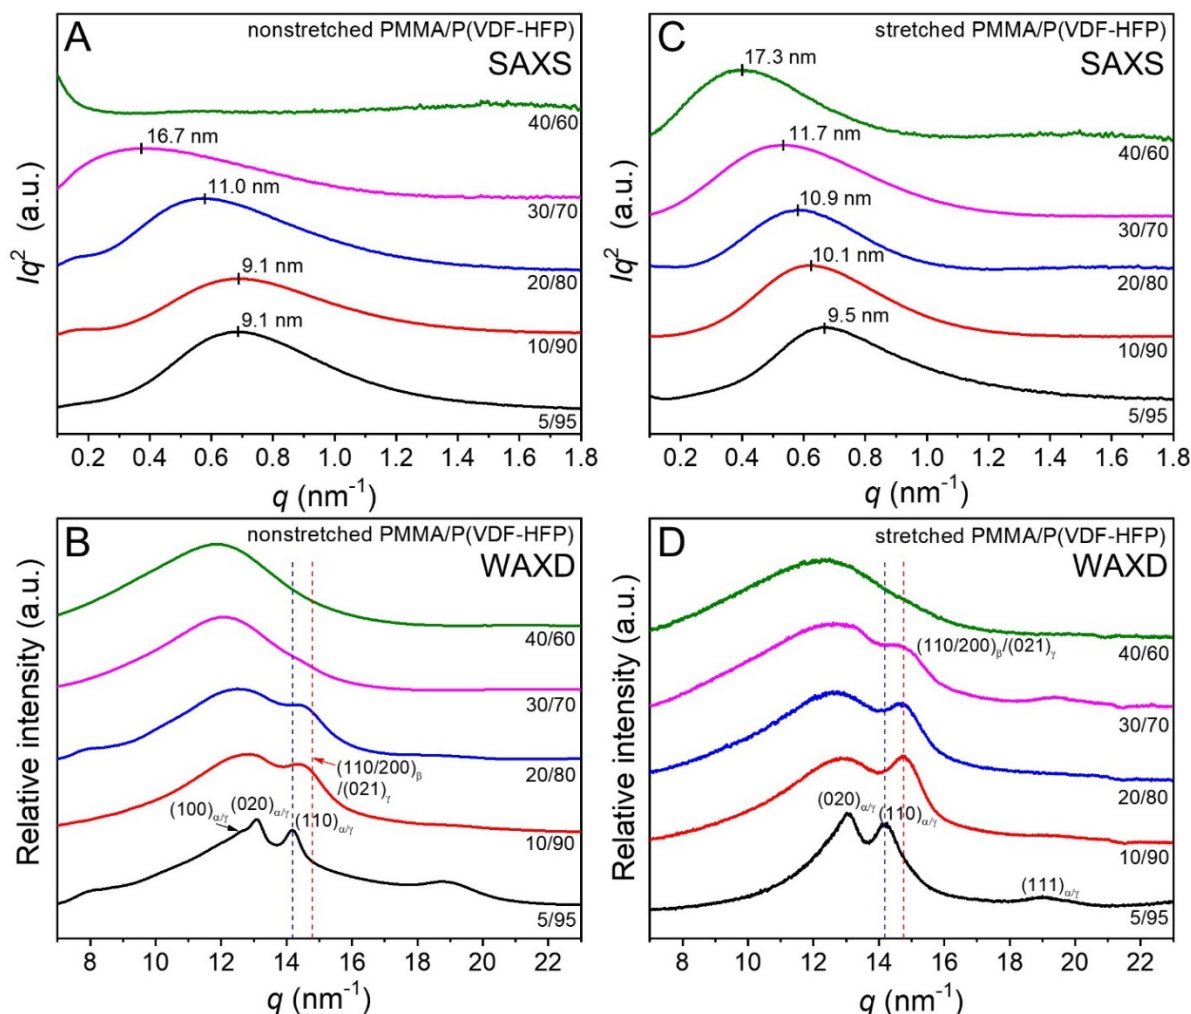 A
nonstretched PMMA/P(VDF-HFP)
SAXS
40/60
16.7 nm
30/70
11.0 nm
20/80
9.1 nm
10/90
9.1 nm
5/95
Iq² (a.u.)
0.2 0.4 0.6 0.8 1.0 1.2 1.4 1.6 1.8
q (nm⁻¹)
C
stretched PMMA/P(VDF-HFP)
SAXS
17.3 nm
40/60
11.7 nm
30/70
10.9 nm
20/80
10.1 nm
10/90
9.5 nm
5/95
Iq² (a.u.)
0.2 0.4 0.6 0.8 1.0 1.2 1.4 1.6 1.8
q (nm⁻¹)
B
nonstretched PMMA/P(VDF-HFP)
WAXD
40/60
30/70
20/80
(110/200)β
/(021)γ
10/90
(100)α/γ (020)α/γ (110)α/γ
5/95
Relative intensity (a.u.)
8 10 12 14 16 18 20 22
q (nm⁻¹)
D
stretched PMMA/P(VDF-HFP)
WAXD
40/60
(110/200)β/(021)γ
30/70
20/80
10/90
(020)α/γ (110)α/γ
(111)α/γ
5/95
Relative intensity (a.u.)
8 10 12 14 16 18 20 22
q (nm⁻¹)